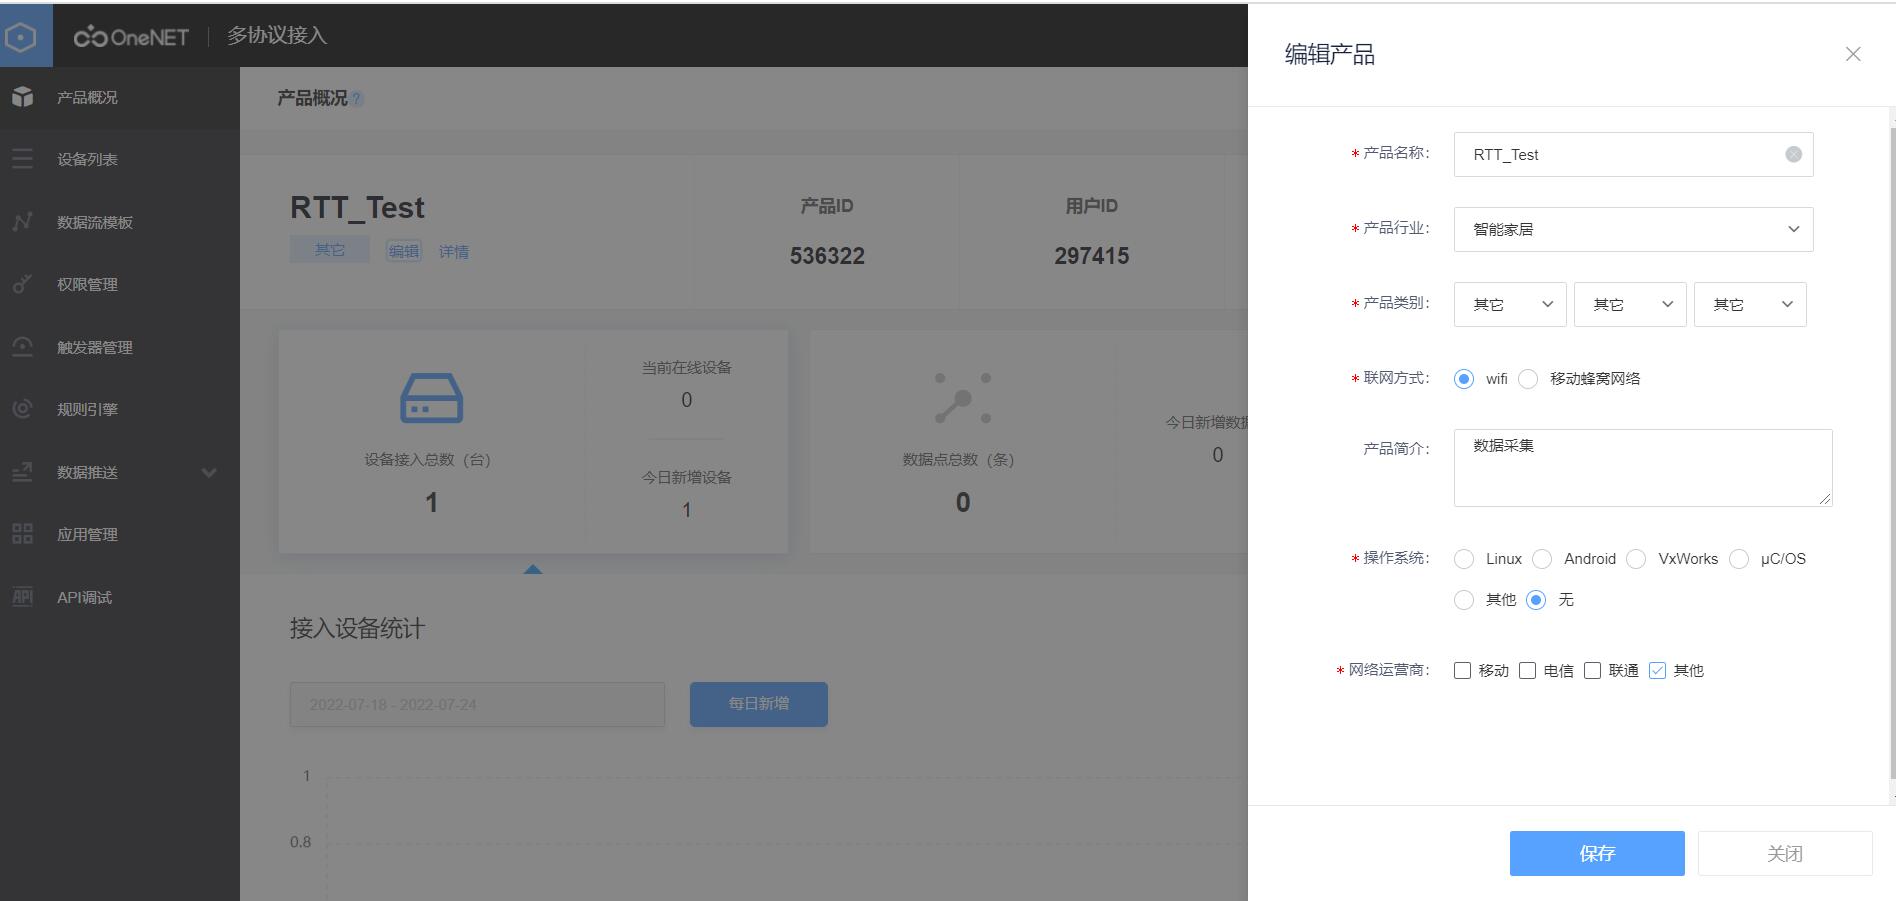 OneNET | 多协议接入
产品概况
设备列表
数据流模板
权限管理
触发器管理
规则引擎
数据推送
应用管理
API API调试
产品概况?
RTT_Test
其它 编辑 详情
产品ID
536322
用户ID
297415
设备接入总数（台）
1
当前在线设备
0
今日新增设备
1
数据点总数（条）
0
今日新增数据
0
接入设备统计
2022-07-18 - 2022-07-24
每日新增
1
0.8
编辑产品
* 产品名称： RTT_Test
* 产品行业： 智能家居
* 产品类别： 其它 其它 其它
* 联网方式： wifi 移动蜂窝网络
产品简介： 数据采集
* 操作系统： Linux Android VxWorks μC/OS
其他 无
* 网络运营商： 移动 电信 联通 其他
保存 关闭